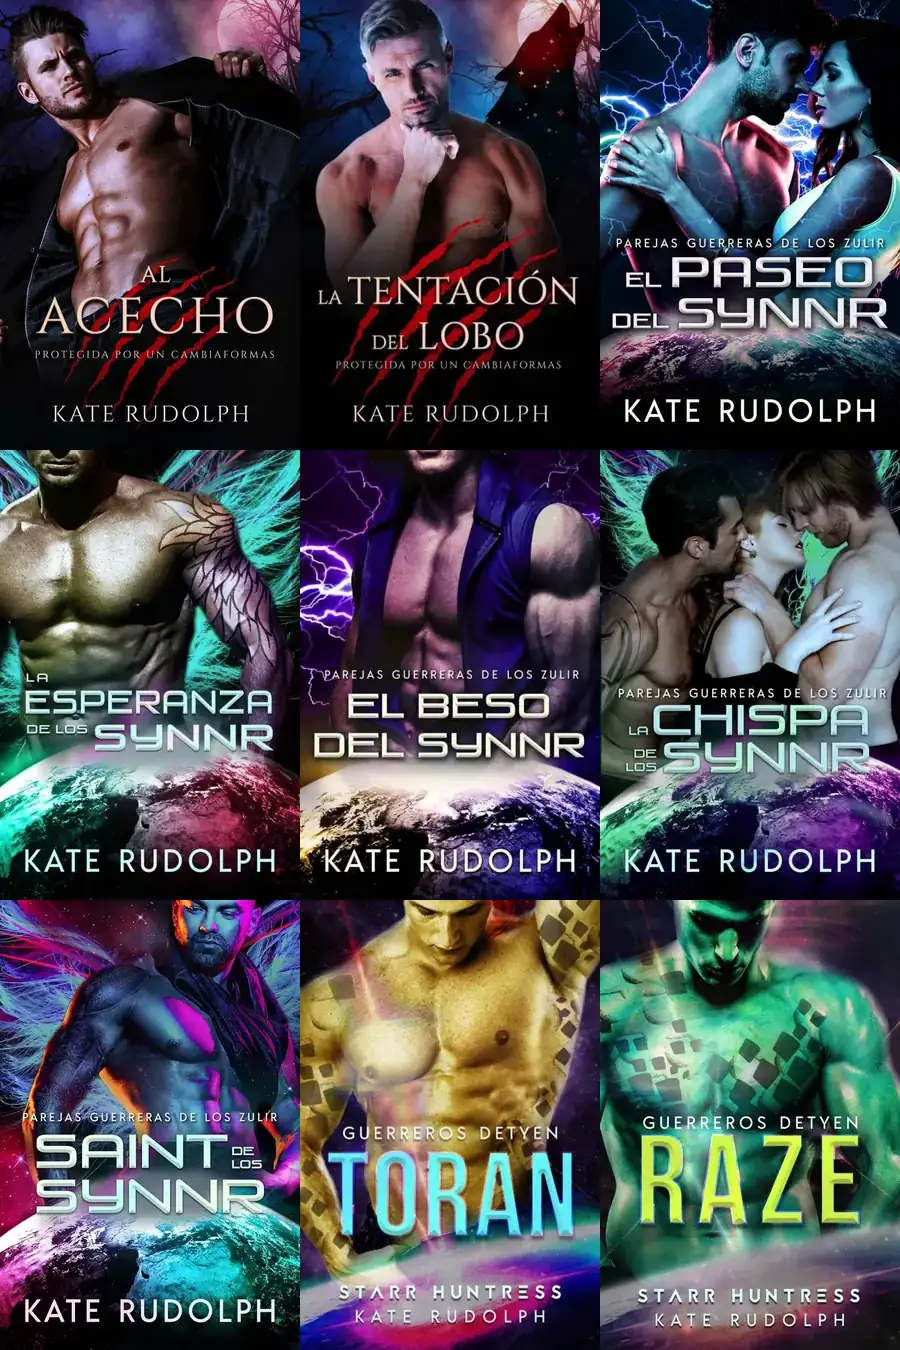 AL
ACECHO
PROTEGIDA POR UN CAMBIAFORMAS
KATE RUDOLPH
LA TENTACIÓN
DEL LOBO
PROTEGIDA POR UN CAMBIAFORMAS
KATE RUDOLPH
PAREJAS GUERRERAS DE LOS ZULIR
EL PASEO
DEL SYNNR
KATE RUDOLPH
LA
ESPERANZA
DE LOS SYNNR
KATE RUDOLPH
PAREJAS GUERRERAS DE LOS ZULIR
EL BESO
DEL SYNNR
KATE RUDOLPH
PAREJAS GUERRERAS DE LOS ZULIR
LA CHISPA
DE LOS SYNNR
KATE RUDOLPH
PAREJAS GUERRERAS DE LOS ZULIR
SAINT DE LOS
SYNNR
KATE RUDOLPH
GUERREROS DETYEN
TORAN
STARR HUNTRESS
KATE RUDOLPH
GUERREROS DETYEN
RAZE
STARR HUNTRESS
KATE RUDOLPH